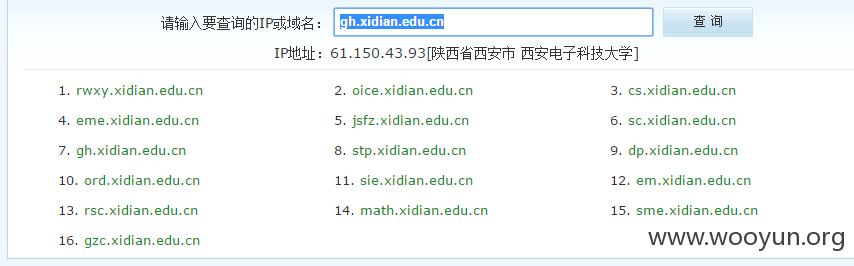 请输入要查询的IP或域名： gh.xidian.edu.cn 查 询
IP地址：61.150.43.93[陕西省西安市 西安电子科技大学]
1. rwxy.xidian.edu.cn 2. oice.xidian.edu.cn 3. cs.xidian.edu.cn
4. eme.xidian.edu.cn 5. jsfz.xidian.edu.cn 6. sc.xidian.edu.cn
7. gh.xidian.edu.cn 8. stp.xidian.edu.cn 9. dp.xidian.edu.cn
10. ord.xidian.edu.cn 11. sie.xidian.edu.cn 12. em.xidian.edu.cn
13. rsc.xidian.edu.cn 14. math.xidian.edu.cn 15. sme.xidian.edu.cn
16. gzc.xidian.edu.cn
www.wooyun.org